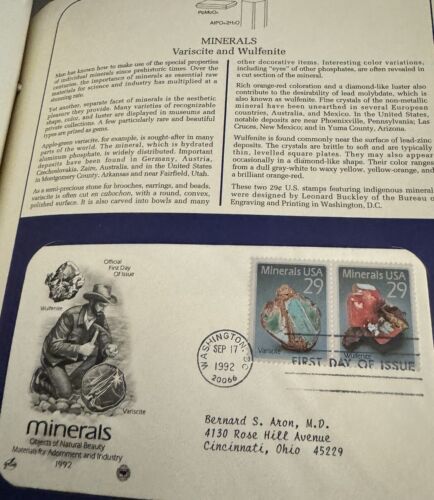 PbMoO₄
AlPO₄•2H₂O
MINERALS
Variscite and Wulfenite
Man has known how to make use of the special properties
of individual minerals since prehistoric times. Over the
centuries, the importance of minerals as essential raw
materials for science and industry has multiplied at a
stunning rate.
Yet another, separate facet of minerals is the aesthetic
pleasure they provide. Many varieties of recognizable
shape, color, and luster are displayed in museums and
private collections. A few particularly rare and beautiful
types are prized as gems.
Apple-green variscite, for example, is sought-after in many
parts of the world. The mineral, which is hydrated
aluminum phosphate, is widely distributed. Important
deposits have been found in Germany, Austria,
Czechoslovakia, Zaire, Australia, and in the United States
in Montgomery County, Arkansas and near Fairfield, Utah.
As a semi-precious stone for brooches, earrings, and beads,
variscite is often cut en cabochon, with a round, convex,
polished surface. It is also carved into bowls and many
other decorative items. Interesting color variations,
including "eyes" of other phosphates, are often revealed in
a cut section of the mineral.
Rich orange-red coloration and a diamond-like luster also
contribute to the desirability of lead molybdate, which is
also known as wulfenite. Fine crystals of the non-metallic
mineral have been unearthed in several European
countries, Australia, and Mexico. In the United States,
notable deposits are near Phoenixville, Pennsylvania; Las
Cruces, New Mexico; and in Yuma County, Arizona.
Wulfenite is found commonly near the surface of lead-zinc
deposits. The crystals are brittle to soft and are typically
thin, levelled square plates. They may also appear
occasionally in a diamond-like shape. Their color ranges
from a dull gray-white to waxy yellow, yellow-orange, and
a brilliant orange-red.
These two 29¢ U.S. stamps featuring indigenous mineral
were designed by Leonard Buckley of the Bureau o
Engraving and Printing in Washington, D.C.
Official
First Day
Of Issue
Wulfenite
Variscite
minerals
Objects of Natural Beauty
Materials for Adornment and Industry
1992
Minerals USA
29
Variscite
Minerals USA
29
Wulfenite
WASHINGTON, DC
SEP 17
1992
20066
FIRST DAY OF ISSUE
Bernard S. Aron, M.D.
4130 Rose Hill Avenue
Cincinnati, Ohio 45229